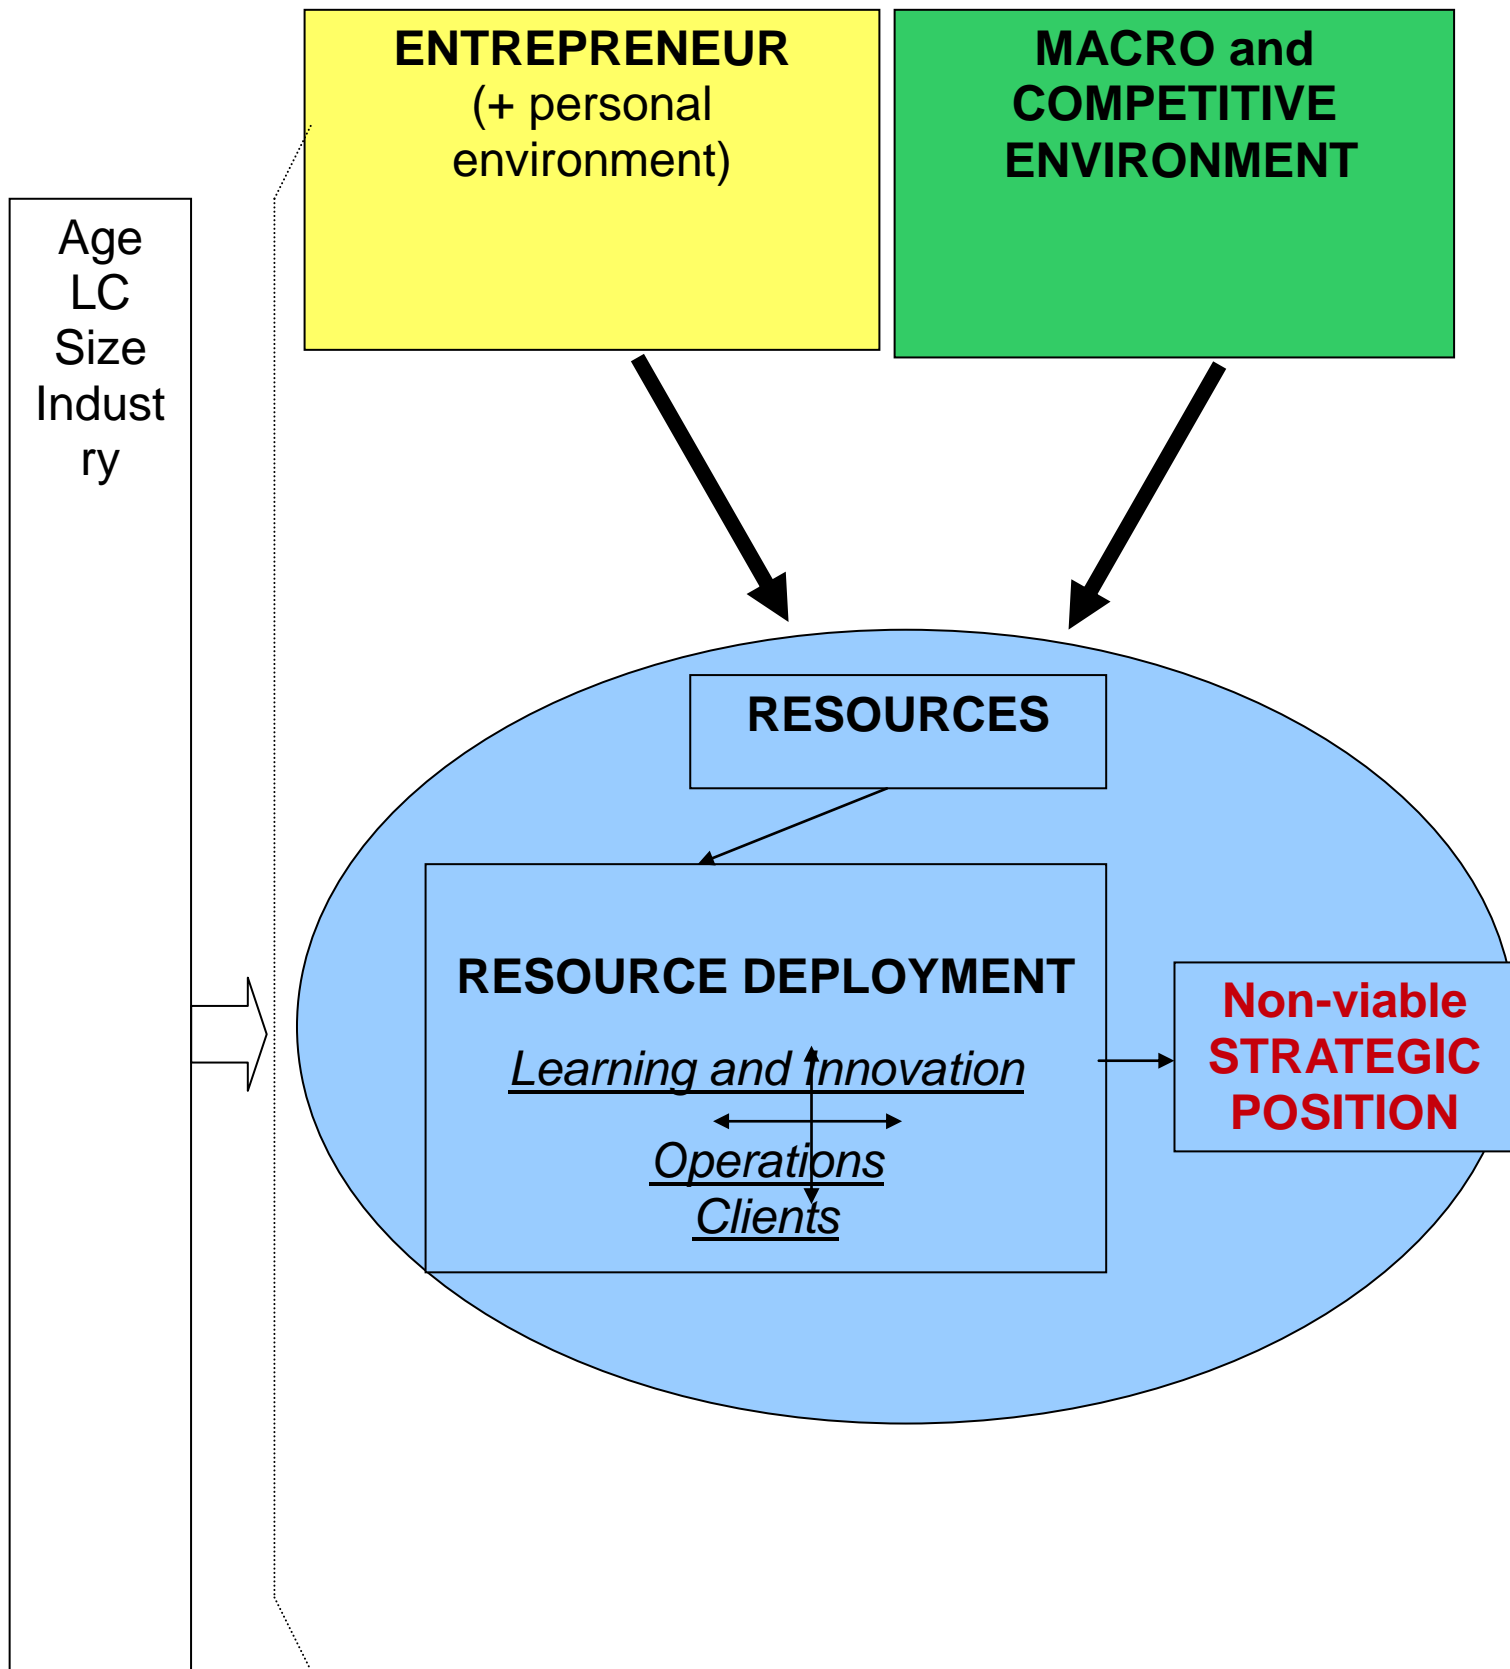 ENTREPRENEUR
(+ personal
environment)
MACRO and
COMPETITIVE
ENVIRONMENT
Age
LC
Size
Indust
ry
RESOURCES
RESOURCE DEPLOYMENT
Learning and Innovation
Operations
Clients
Non-viable
STRATEGIC
POSITION